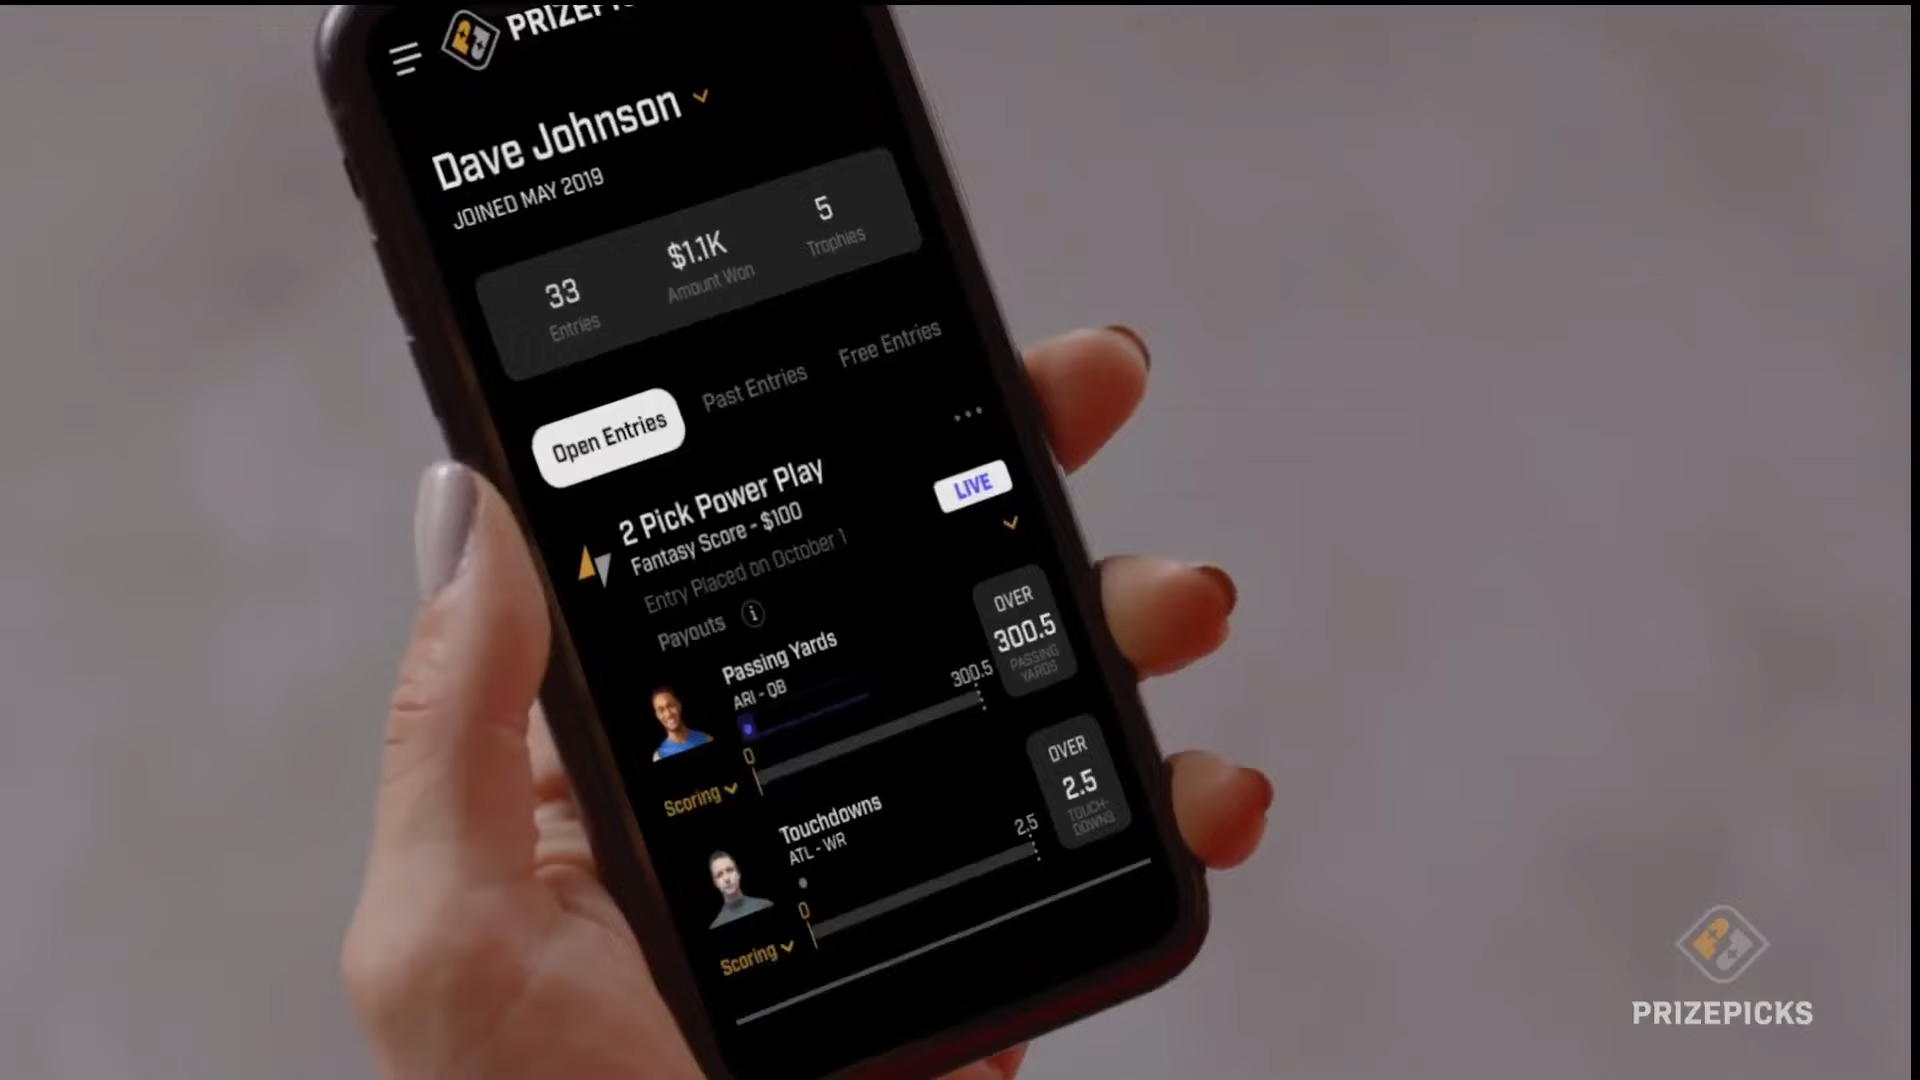 PRIZEPICKS
Dave Johnson
JOINED MAY 2019
33
Entries
$1.1K
Amount Won
5
Trophies
Open Entries
Past Entries
Free Entries
2 Pick Power Play
LIVE
Fantasy Score - $100
Entry Placed on October 1
Payouts
Passing Yards
ARI - QB
0
300.5
OVER
300.5
PASSING
YARDS
Scoring
Touchdowns
ATL - WR
0
2.5
OVER
2.5
TOUCH-
DOWNS
Scoring
PRIZEPICKS